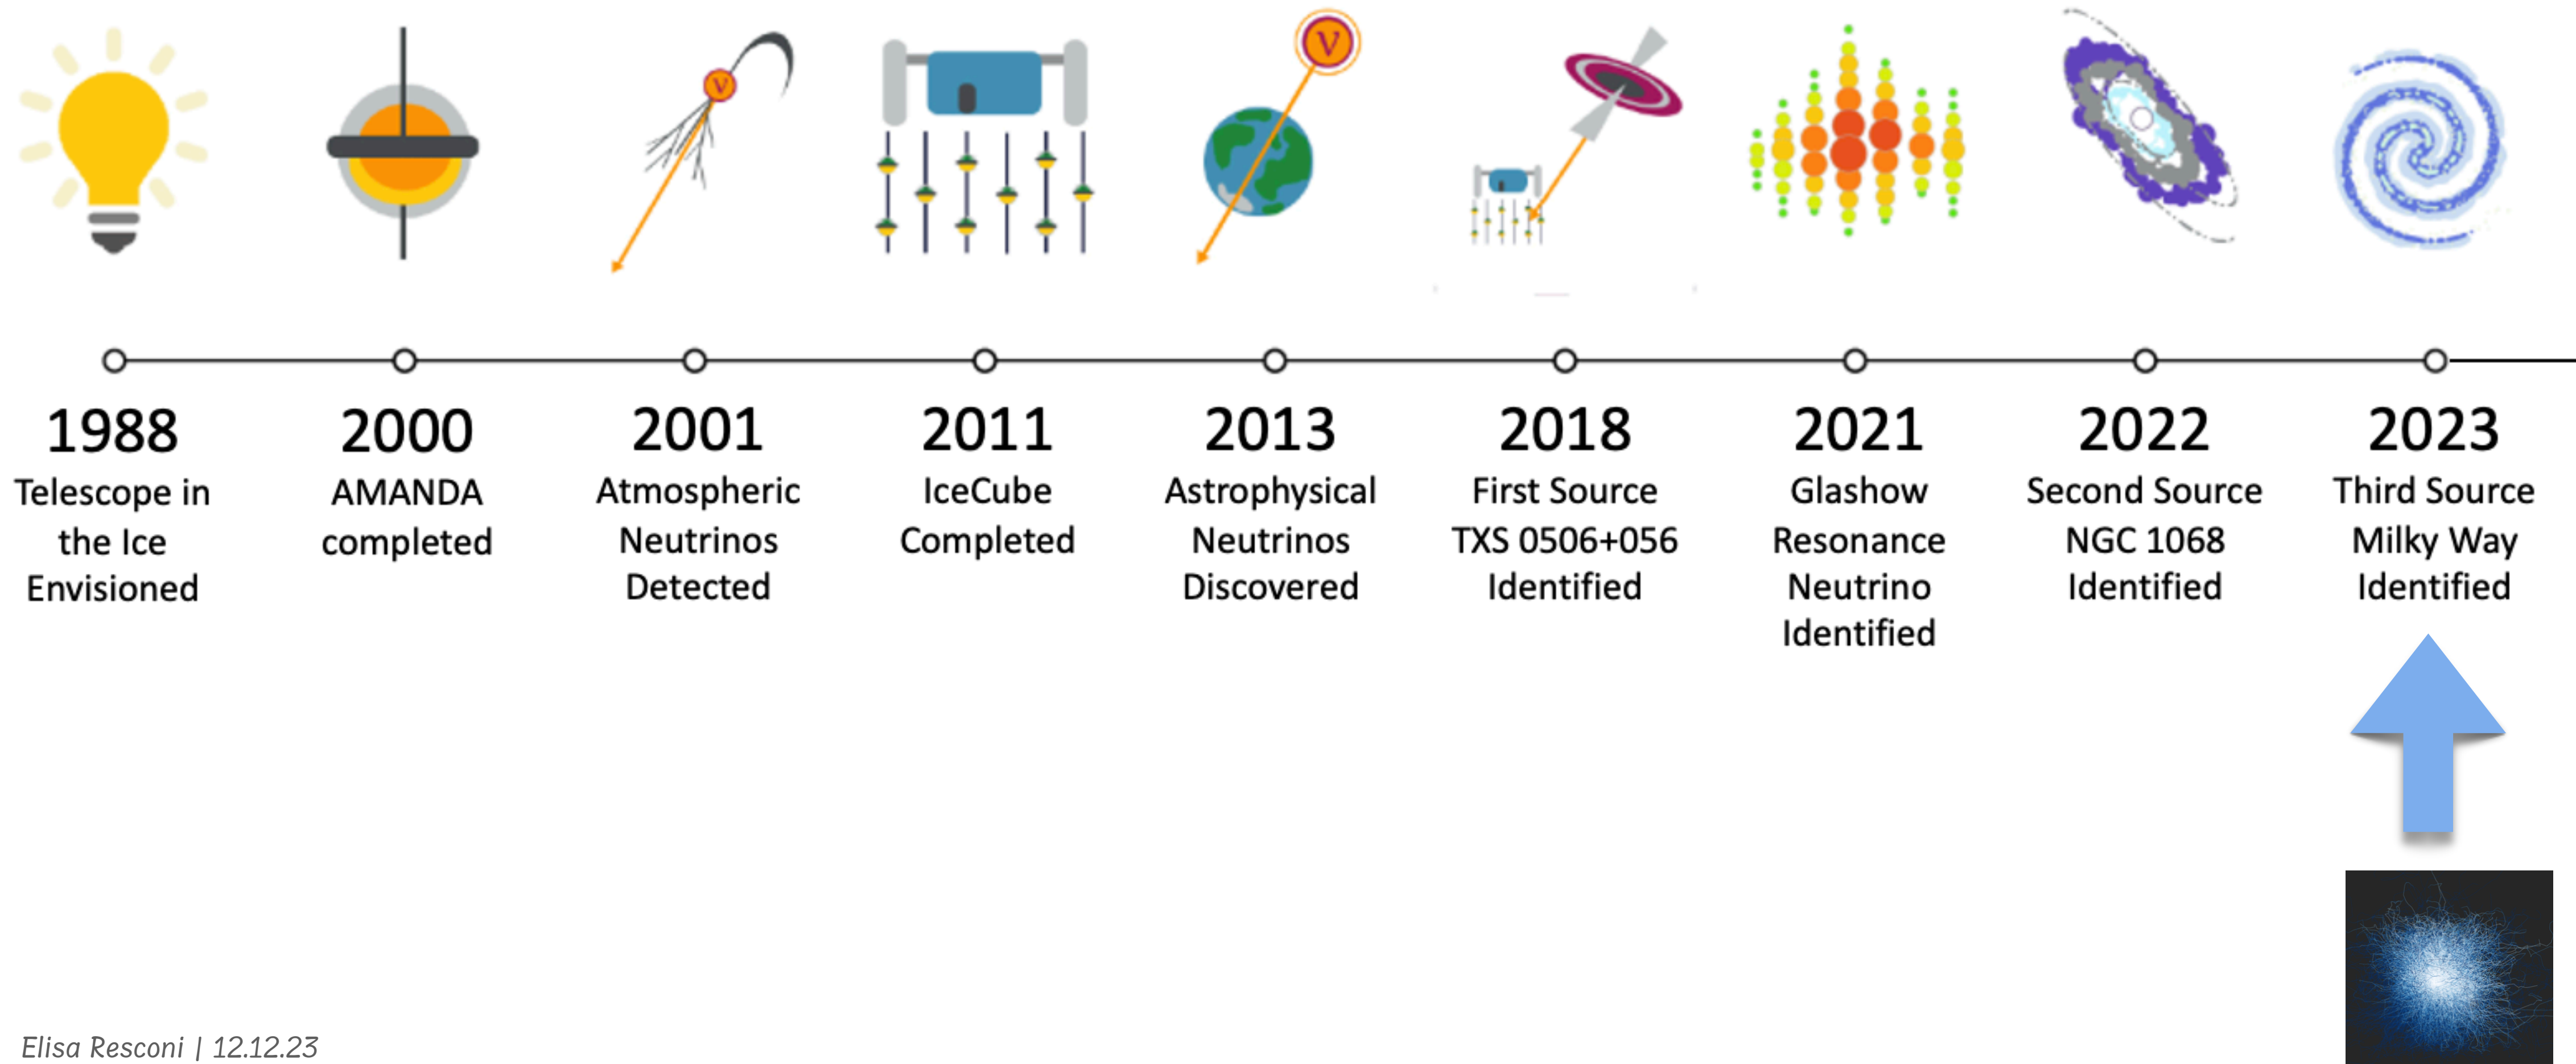 V
V
1988
Telescope in
the Ice
Envisioned
2000
AMANDA
completed
2001
Atmospheric
Neutrinos
Detected
2011
IceCube
Completed
2013
Astrophysical
Neutrinos
Discovered
2018
First Source
TXS 0506+056
Identified
2021
Glashow
Resonance
Neutrino
Identified
2022
Second Source
NGC 1068
Identified
2023
Third Source
Milky Way
Identified
Elisa Resconi | 12.12.23